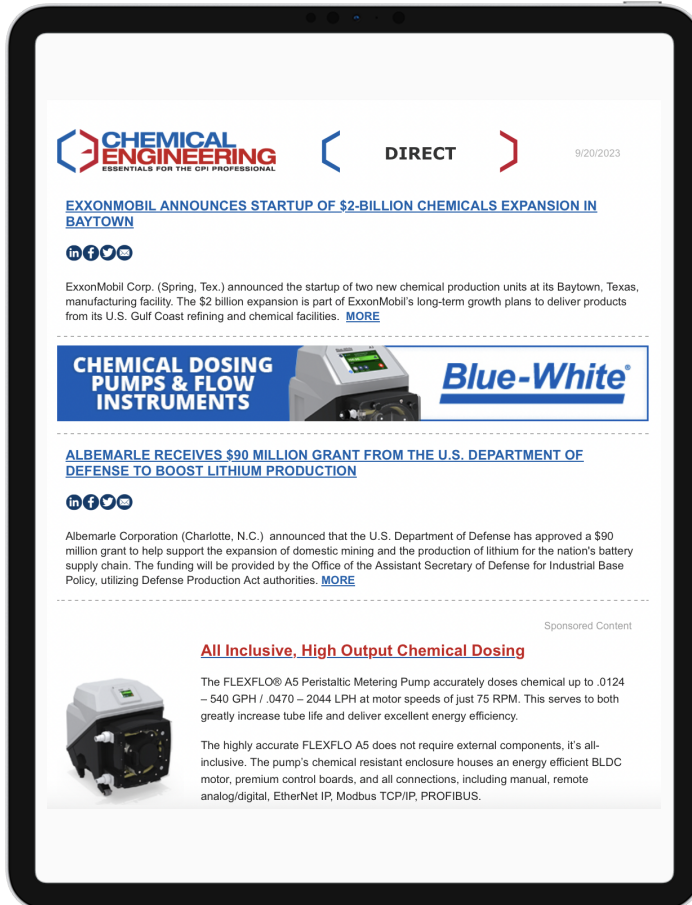 CHEMICAL
ENGINEERING
ESSENTIALS FOR THE CPI PROFESSIONAL
DIRECT
9/20/2023
EXXONMOBIL ANNOUNCES STARTUP OF $2-BILLION CHEMICALS EXPANSION IN
BAYTOWN
in f
ExxonMobil Corp. (Spring, Tex.) announced the startup of two new chemical production units at its Baytown, Texas,
manufacturing facility. The $2 billion expansion is part of ExxonMobil's long-term growth plans to deliver products
from its U.S. Gulf Coast refining and chemical facilities. MORE
CHEMICAL DOSING
PUMPS & FLOW
INSTRUMENTS
Blue-White®
ALBEMARLE RECEIVES $90 MILLION GRANT FROM THE U.S. DEPARTMENT OF
DEFENSE TO BOOST LITHIUM PRODUCTION
in f
Albemarle Corporation (Charlotte, N.C.)  announced that the U.S. Department of Defense has approved a $90
million grant to help support the expansion of domestic mining and the production of lithium for the nation's battery
supply chain. The funding will be provided by the Office of the Assistant Secretary of Defense for Industrial Base
Policy, utilizing Defense Production Act authorities. MORE
Sponsored Content
All Inclusive, High Output Chemical Dosing
The FLEXFLO® A5 Peristaltic Metering Pump accurately doses chemical up to .0124
– 540 GPH / .0470 – 2044 LPH at motor speeds of just 75 RPM. This serves to both
greatly increase tube life and deliver excellent energy efficiency.
The highly accurate FLEXFLO A5 does not require external components, it's all-
inclusive. The pump's chemical resistant enclosure houses an energy efficient BLDC
motor, premium control boards, and all connections, including manual, remote
analog/digital, EtherNet IP, Modbus TCP/IP, PROFIBUS.